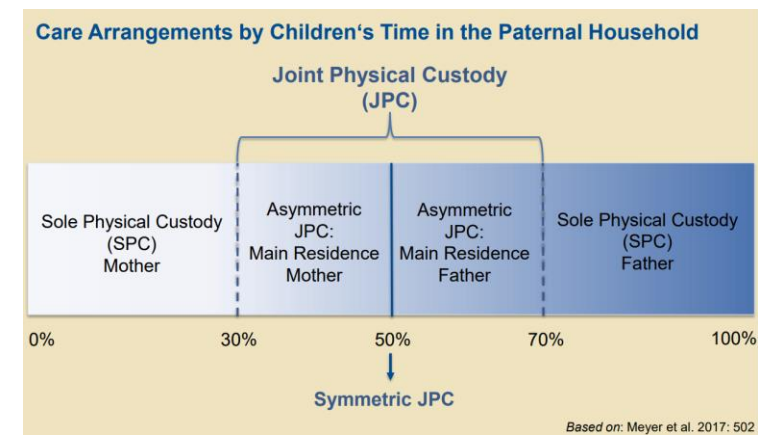 Care Arrangements by Children‘s Time in the Paternal Household
Joint Physical Custody
(JPC)
Sole Physical Custody
(SPC)
Mother
Asymmetric
JPC:
Main Residence
Mother
Asymmetric
JPC:
Main Residence
Father
Sole Physical Custody
(SPC)
Father
0%
30%
50%
70%
100%
Symmetric JPC
Based on: Meyer et al. 2017: 502